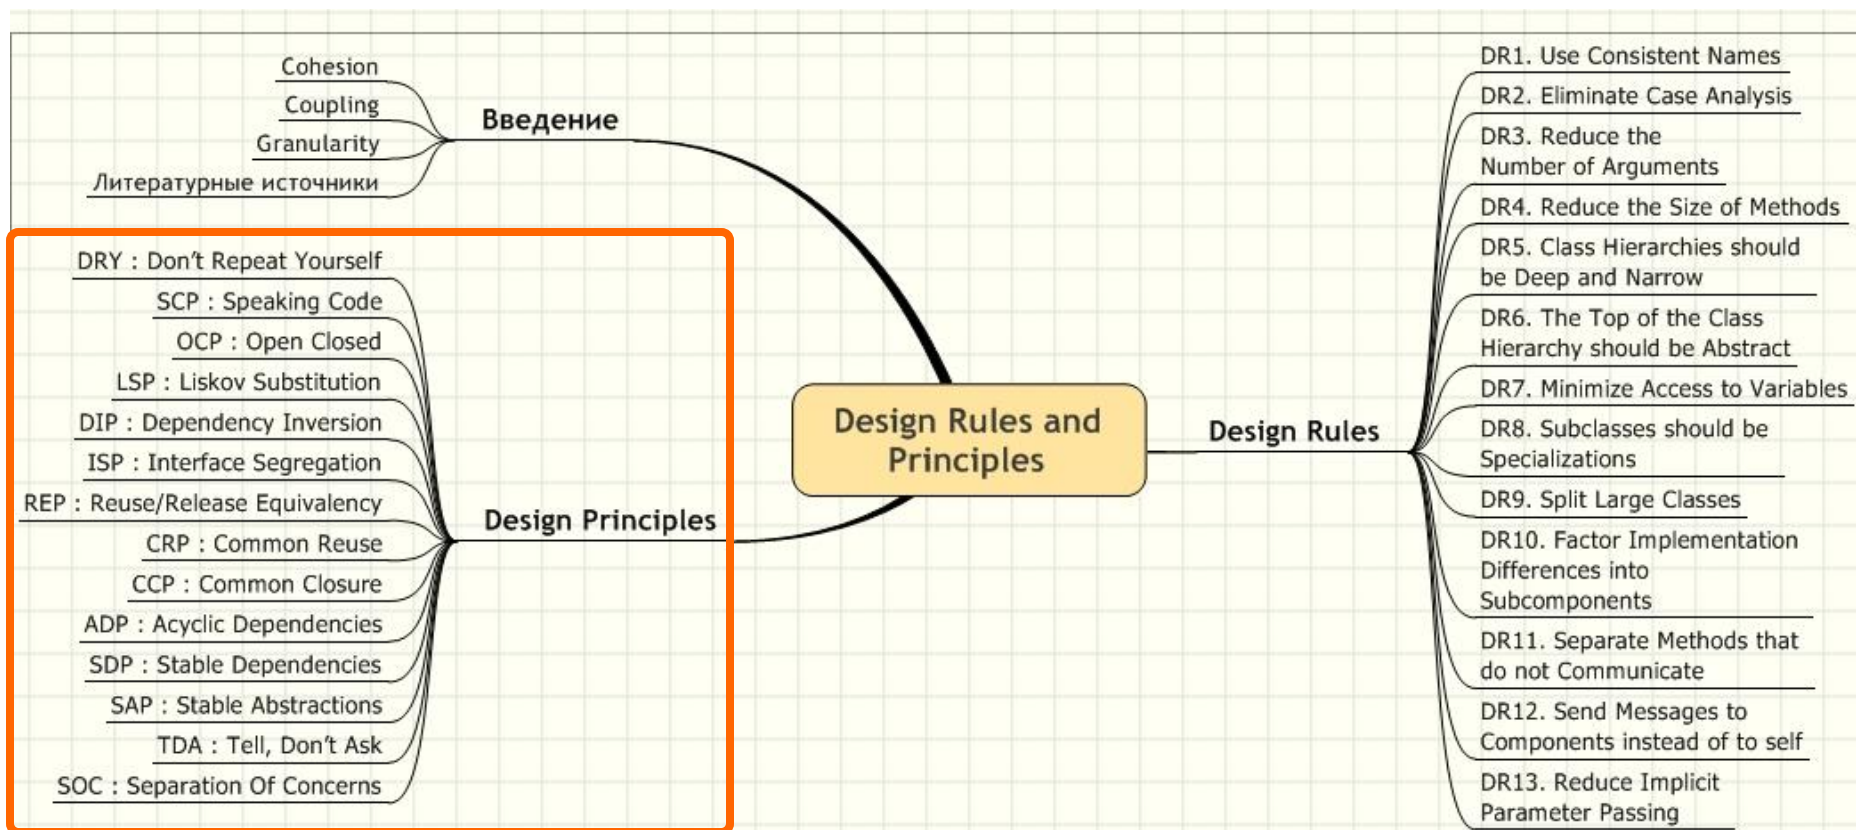 Cohesion
Coupling
Granularity
Литературные источники
Введение
DRY : Don't Repeat Yourself
SCP : Speaking Code
OCP : Open Closed
LSP : Liskov Substitution
DIP : Dependency Inversion
ISP : Interface Segregation
REP : Reuse/Release Equivalency
CRP : Common Reuse
CCP : Common Closure
ADP : Acyclic Dependencies
SDP : Stable Dependencies
SAP : Stable Abstractions
TDA : Tell, Don't Ask
SOC : Separation Of Concerns
Design Principles
Design Rules and
Principles
Design Rules
DR1. Use Consistent Names
DR2. Eliminate Case Analysis
DR3. Reduce the
Number of Arguments
DR4. Reduce the Size of Methods
DR5. Class Hierarchies should
be Deep and Narrow
DR6. The Top of the Class
Hierarchy should be Abstract
DR7. Minimize Access to Variables
DR8. Subclasses should be
Specializations
DR9. Split Large Classes
DR10. Factor Implementation
Differences into
Subcomponents
DR11. Separate Methods that
do not Communicate
DR12. Send Messages to
Components instead of to self
DR13. Reduce Implicit
Parameter Passing